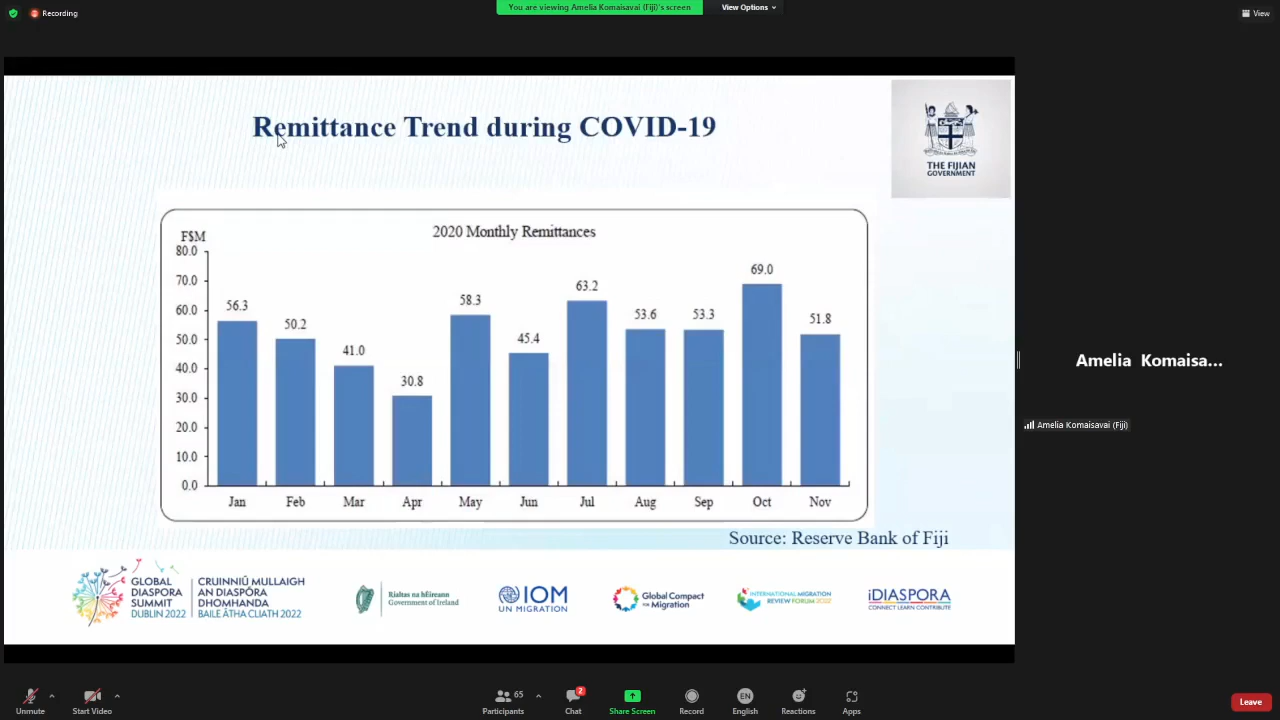 Recording
You are viewing Amelia Komaisavai (Fiji)'s screen
View Options
View
Remittance Trend during COVID-19
THE FIJIAN
GOVERNMENT
F$M
2020 Monthly Remittances
80.0
70.0
60.0
50.0
40.0
30.0
20.0
10.0
0.0
56.3
50.2
41.0
30.8
58.3
45.4
63.2
53.6
53.3
69.0
51.8
Jan Feb Mar Apr May Jun Jul Aug Sep Oct Nov
Source: Reserve Bank of Fiji
Amelia Komaisa...
Amelia Komaisavai (Fiji)
GLOBAL
DIASPORA
SUMMIT
DUBLIN 2022
CRUINNIÚ MULLAIGH
AN DIASPÓRA
DHOMHANDA
BAILE ÁTHA CLIATH 2022
Rialtas na hÉireann
Government of Ireland
IOM
UN MIGRATION
Global Compact
for Migration
INTERNATIONAL MIGRATION
REVIEW FORUM 2022
iDIASPORA
CONNECT LEARN CONTRIBUTE
Unmute
Start Video
65
Participants
2
Chat
Share Screen
Record
EN
English
Reactions
Apps
Leave